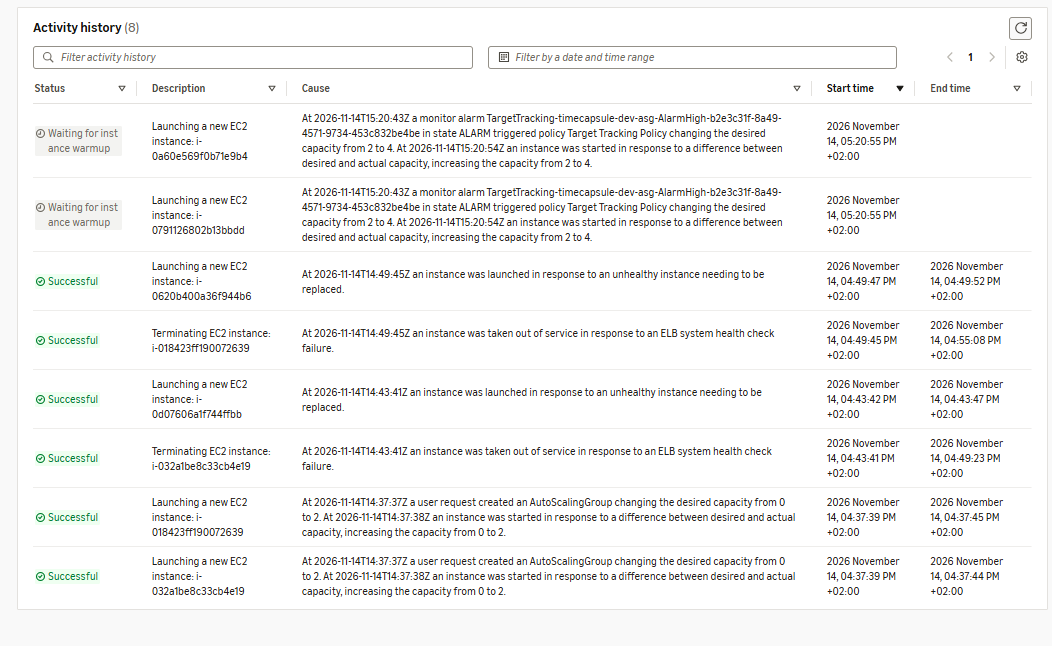 Activity history (8)
Filter activity history
Filter by a date and time range
1
Status
Description
Cause
Start time
End time
Waiting for inst
ance warmup
Launching a new EC2
instance: i-
0a60e569f0b71e9b4
At 2026-11-14T15:20:43Z a monitor alarm TargetTracking-timecapsule-dev-asg-AlarmHigh-b2e3c31f-8a49-
4571-9734-453c832be4be in state ALARM triggered policy Target Tracking Policy changing the desired
capacity from 2 to 4. At 2026-11-14T15:20:54Z an instance was started in response to a difference between
desired and actual capacity, increasing the capacity from 2 to 4.
2026 November
14, 05:20:55 PM
+02:00
Waiting for inst
ance warmup
Launching a new EC2
instance: i-
0791126802b13bbdd
At 2026-11-14T15:20:43Z a monitor alarm TargetTracking-timecapsule-dev-asg-AlarmHigh-b2e3c31f-8a49-
4571-9734-453c832be4be in state ALARM triggered policy Target Tracking Policy changing the desired
capacity from 2 to 4. At 2026-11-14T15:20:54Z an instance was started in response to a difference between
desired and actual capacity, increasing the capacity from 2 to 4.
2026 November
14, 05:20:55 PM
+02:00
Successful
Launching a new EC2
instance: i-
0620b400a36f944b6
At 2026-11-14T14:49:45Z an instance was launched in response to an unhealthy instance needing to be
replaced.
2026 November
14, 04:49:47 PM
+02:00
2026 November
14, 04:49:52 PM
+02:00
Successful
Terminating EC2 instance:
i-018423ff190072639
At 2026-11-14T14:49:45Z an instance was taken out of service in response to an ELB system health check
failure.
2026 November
14, 04:49:45 PM
+02:00
2026 November
14, 04:55:08 PM
+02:00
Successful
Launching a new EC2
instance: i-
0d07606a1f744ffbb
At 2026-11-14T14:43:41Z an instance was launched in response to an unhealthy instance needing to be
replaced.
2026 November
14, 04:43:42 PM
+02:00
2026 November
14, 04:43:47 PM
+02:00
Successful
Terminating EC2 instance:
i-032a1be8c33cb4e19
At 2026-11-14T14:43:41Z an instance was taken out of service in response to an ELB system health check
failure.
2026 November
14, 04:43:41 PM
+02:00
2026 November
14, 04:49:23 PM
+02:00
Successful
Launching a new EC2
instance: i-
018423ff190072639
At 2026-11-14T14:37:37Z a user request created an AutoScalingGroup changing the desired capacity from 0
to 2. At 2026-11-14T14:37:38Z an instance was started in response to a difference between desired and actual
capacity, increasing the capacity from 0 to 2.
2026 November
14, 04:37:39 PM
+02:00
2026 November
14, 04:37:45 PM
+02:00
Successful
Launching a new EC2
instance: i-
032a1be8c33cb4e19
At 2026-11-14T14:37:37Z a user request created an AutoScalingGroup changing the desired capacity from 0
to 2. At 2026-11-14T14:37:38Z an instance was started in response to a difference between desired and actual
capacity, increasing the capacity from 0 to 2.
2026 November
14, 04:37:39 PM
+02:00
2026 November
14, 04:37:44 PM
+02:00